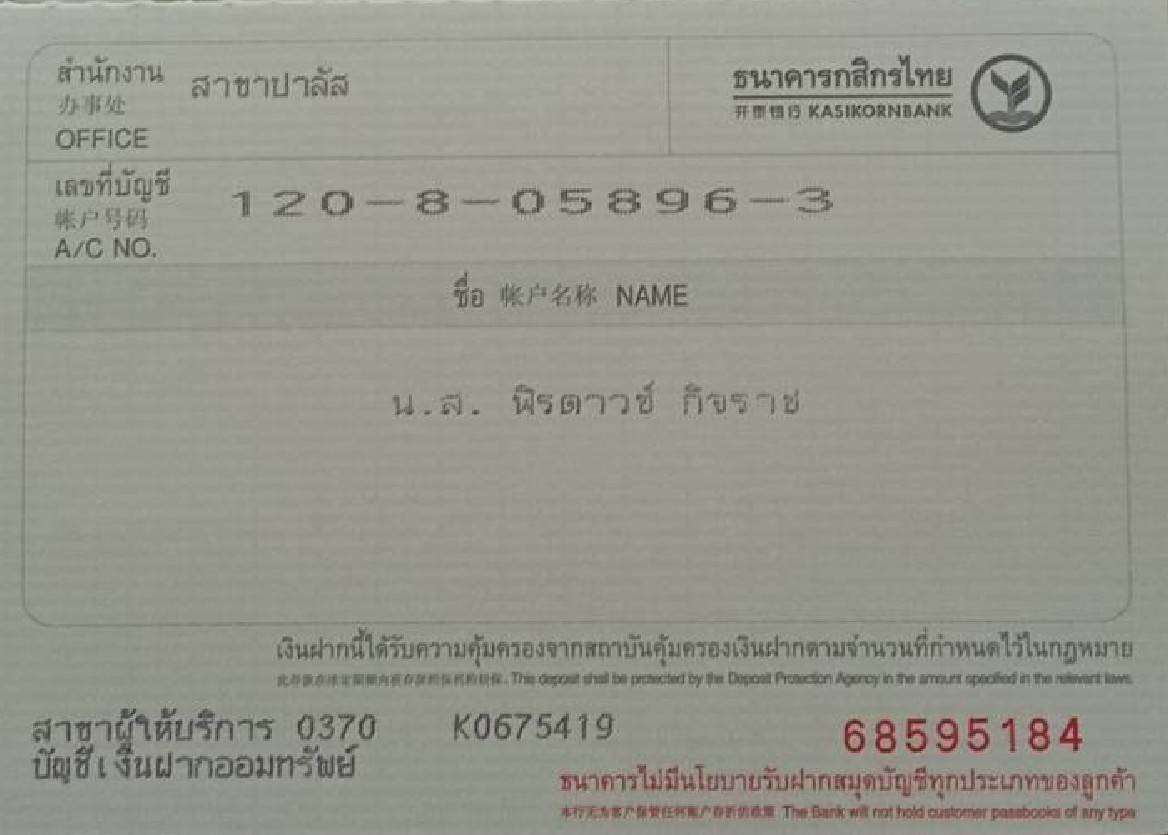 สำนักงาน สาขาปาลัส
办事处
OFFICE
ธนาคารกสิกรไทย
开泰银行 KASIKORNBANK
เลขที่บัญชี 120-8-05896-3
帐户号码
A/C NO.
ชื่อ 帐户名称 NAME
น.ส. พิรดาวซ์ กิจราช
เงินฝากนี้ได้รับความคุ้มครองจากสถาบันคุ้มครองเงินฝากตามจำนวนที่กำหนดไว้ในกฎหมาย
This deposit shall be protected by the Deposit Protection Agency in the amount specified in the relevant laws.
สาขาผู้ให้บริการ 0370 K0675419 68595184
บัญชีเงินฝากออมทรัพย์
ธนาคารไม่มีนโยบายรับฝากสมุดบัญชีทุกประเภทของลูกค้า
The Bank will not hold customer passbooks of any type